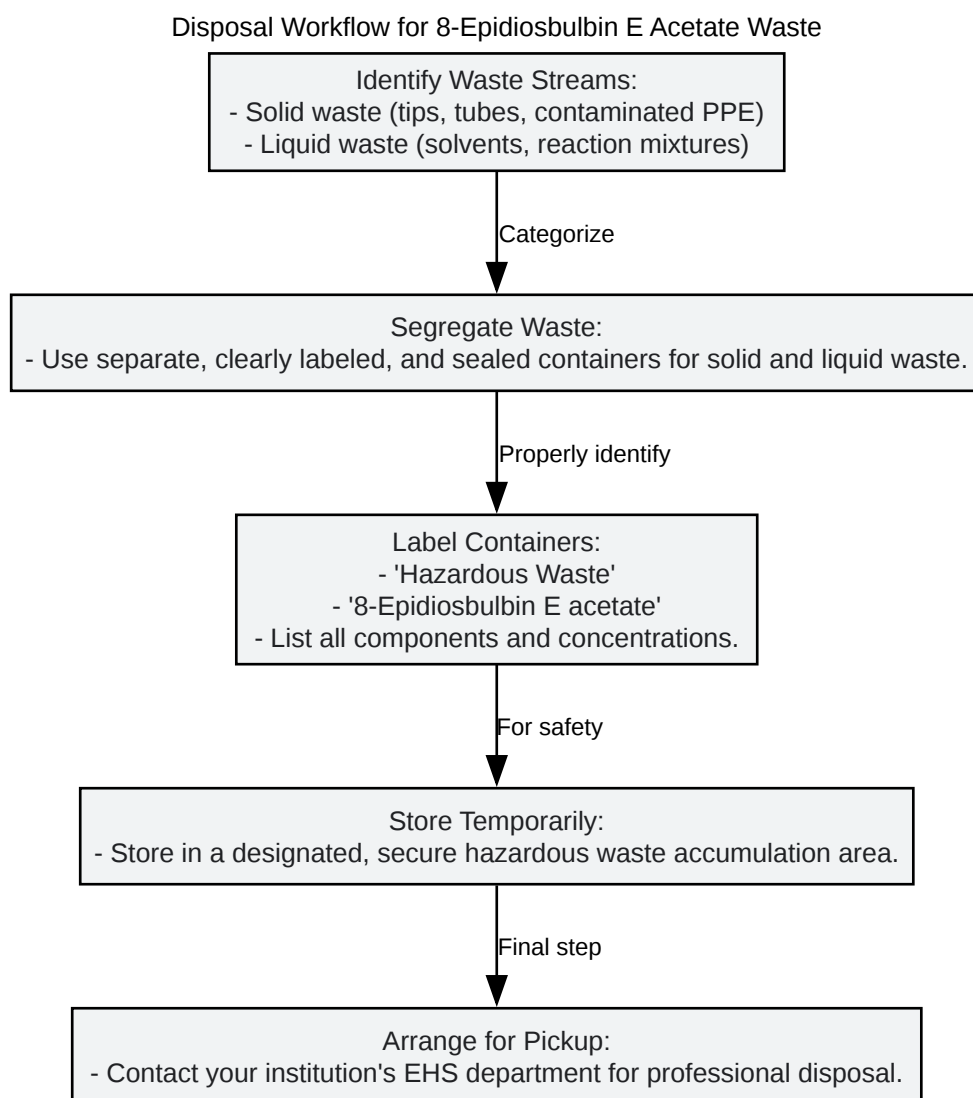 Disposal Workflow for 8-Epidiosbulbin E Acetate Waste
Identify Waste Streams:
- Solid waste (tips, tubes, contaminated PPE)
- Liquid waste (solvents, reaction mixtures)
Categorize
Segregate Waste:
- Use separate, clearly labeled, and sealed containers for solid and liquid waste.
Properly identify
Label Containers:
- 'Hazardous Waste'
- '8-Epidiosbulbin E acetate'
- List all components and concentrations.
For safety
Store Temporarily:
- Store in a designated, secure hazardous waste accumulation area.
Final step
Arrange for Pickup:
- Contact your institution's EHS department for professional disposal.